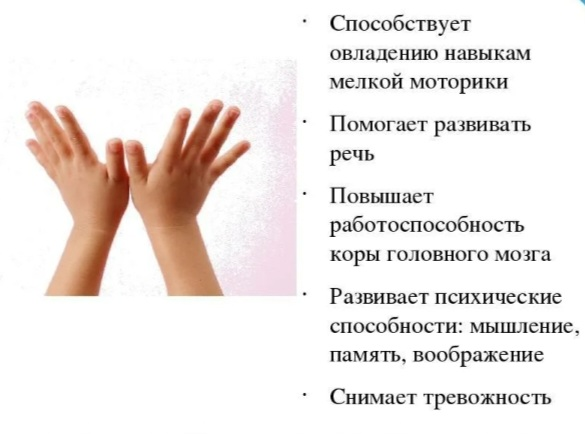 · Способствует
овладению навыкам
мелкой моторики
· Помогает развивать
речь
· Повышает
работоспособность
коры головного мозга
· Развивает психические
способности: мышление,
память, воображение
· Снимает тревожность